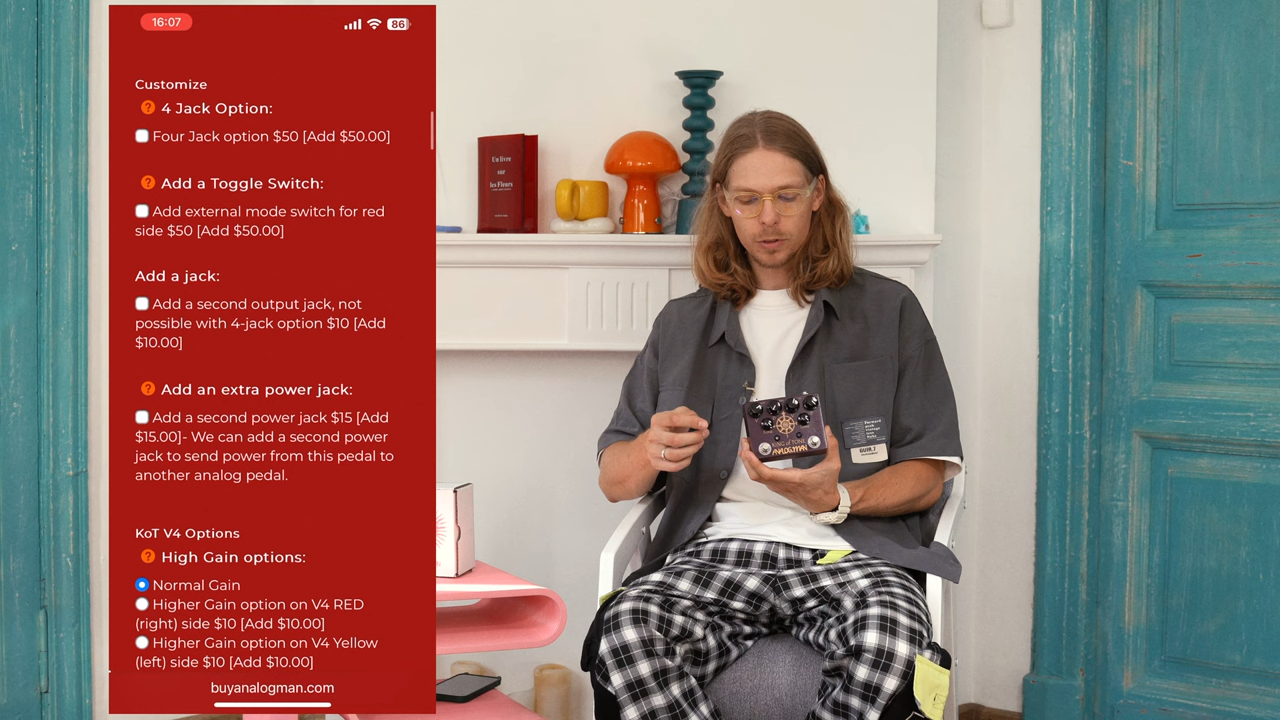 16:07
86
Customize
? 4 Jack Option:
Four Jack option $50 [Add $50.00]
? Add a Toggle Switch:
Add external mode switch for red
side $50 [Add $50.00]
Add a jack:
Add a second output jack, not
possible with 4-jack option $10 [Add
$10.00]
? Add an extra power jack:
Add a second power jack $15 [Add
$15.00]- We can add a second power
jack to send power from this pedal to
another analog pedal.
KoT V4 Options
? High Gain options:
Normal Gain
Higher Gain option on V4 RED
(right) side $10 [Add $10.00]
Higher Gain option on V4 Yellow
(left) side $10 [Add $10.00]
buyanalogman.com
Un livre
sur
les Fleurs
KING of TONE
ANALOG.MAN